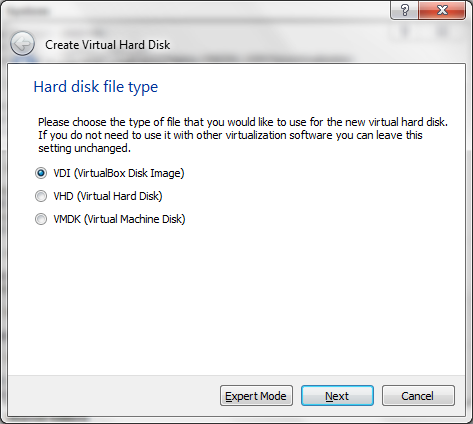 Create Virtual Hard Disk
Hard disk file type
Please choose the type of file that you would like to use for the new virtual hard disk.
If you do not need to use it with other virtualization software you can leave this
setting unchanged.
VDI (VirtualBox Disk Image)
VHD (Virtual Hard Disk)
VMDK (Virtual Machine Disk)
Expert Mode
Next
Cancel